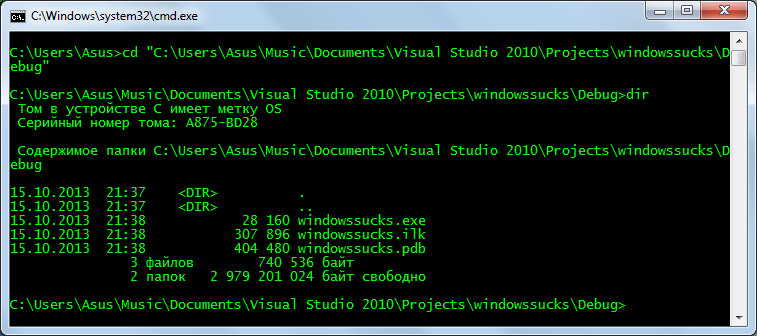 C:\Windows\system32\cmd.exe
C:\Users\Asus>cd "C:\Users\Asus\Music\Documents\Visual Studio 2010\Projects\windowssucks\D
ebug"
C:\Users\Asus\Music\Documents\Visual Studio 2010\Projects\windowssucks\Debug>dir
Том в устройстве C имеет метку OS
Серийный номер тома: A875-BD28
Содержимое папки C:\Users\Asus\Music\Documents\Visual Studio 2010\Projects\windowssucks\D
ebug
15.10.2013  21:37    <DIR>          .
15.10.2013  21:37    <DIR>          ..
15.10.2013  21:38            28 160 windowssucks.exe
15.10.2013  21:38           307 896 windowssucks.ilk
15.10.2013  21:38           404 480 windowssucks.pdb
3 файлов        740 536 байт
2 папок   2 979 201 024 байт свободно
C:\Users\Asus\Music\Documents\Visual Studio 2010\Projects\windowssucks\Debug>